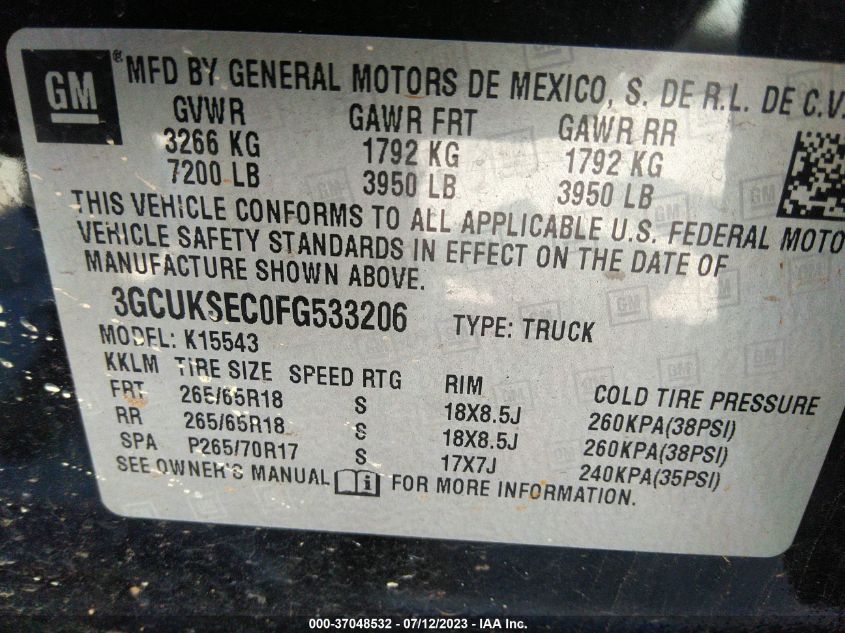 GM ® MFD BY GENERAL MOTORS DE MEXICO, S. DE R.L. DE C.V.
GVWR GAWR FRT GAWR RR
3266 KG 1792 KG 1792 KG
7200 LB 3950 LB 3950 LB
THIS VEHICLE CONFORMS TO ALL APPLICABLE U.S. FEDERAL MOTO
VEHICLE SAFETY STANDARDS IN EFFECT ON THE DATE OF
MANUFACTURE SHOWN ABOVE.
3GCUKSEC0FG533206 TYPE: TRUCK
MODEL: K15543
KKLM TIRE SIZE SPEED RTG RIM COLD TIRE PRESSURE
FRT 265/65R18 S 18X8.5J 260KPA(38PSI)
RR 265/65R18 S 18X8.5J 260KPA(38PSI)
SPA P265/70R17 S 17X7J 240KPA(35PSI)
SEE OWNER'S MANUAL i FOR MORE INFORMATION.
000-37048532 - 07/12/2023 - IAA Inc.